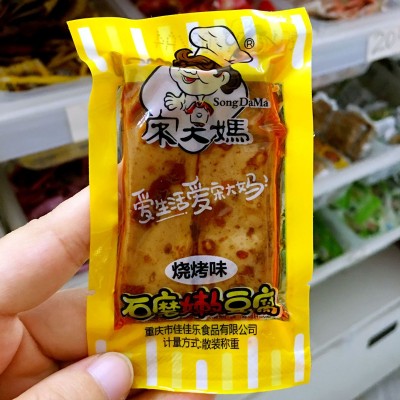 ®
SongDaMa
宋大媽
爱生活爱宋大妈!
烧烤味
石磨嫩豆腐
重庆市佳佳乐食品有限公司
计量方式:散装称重